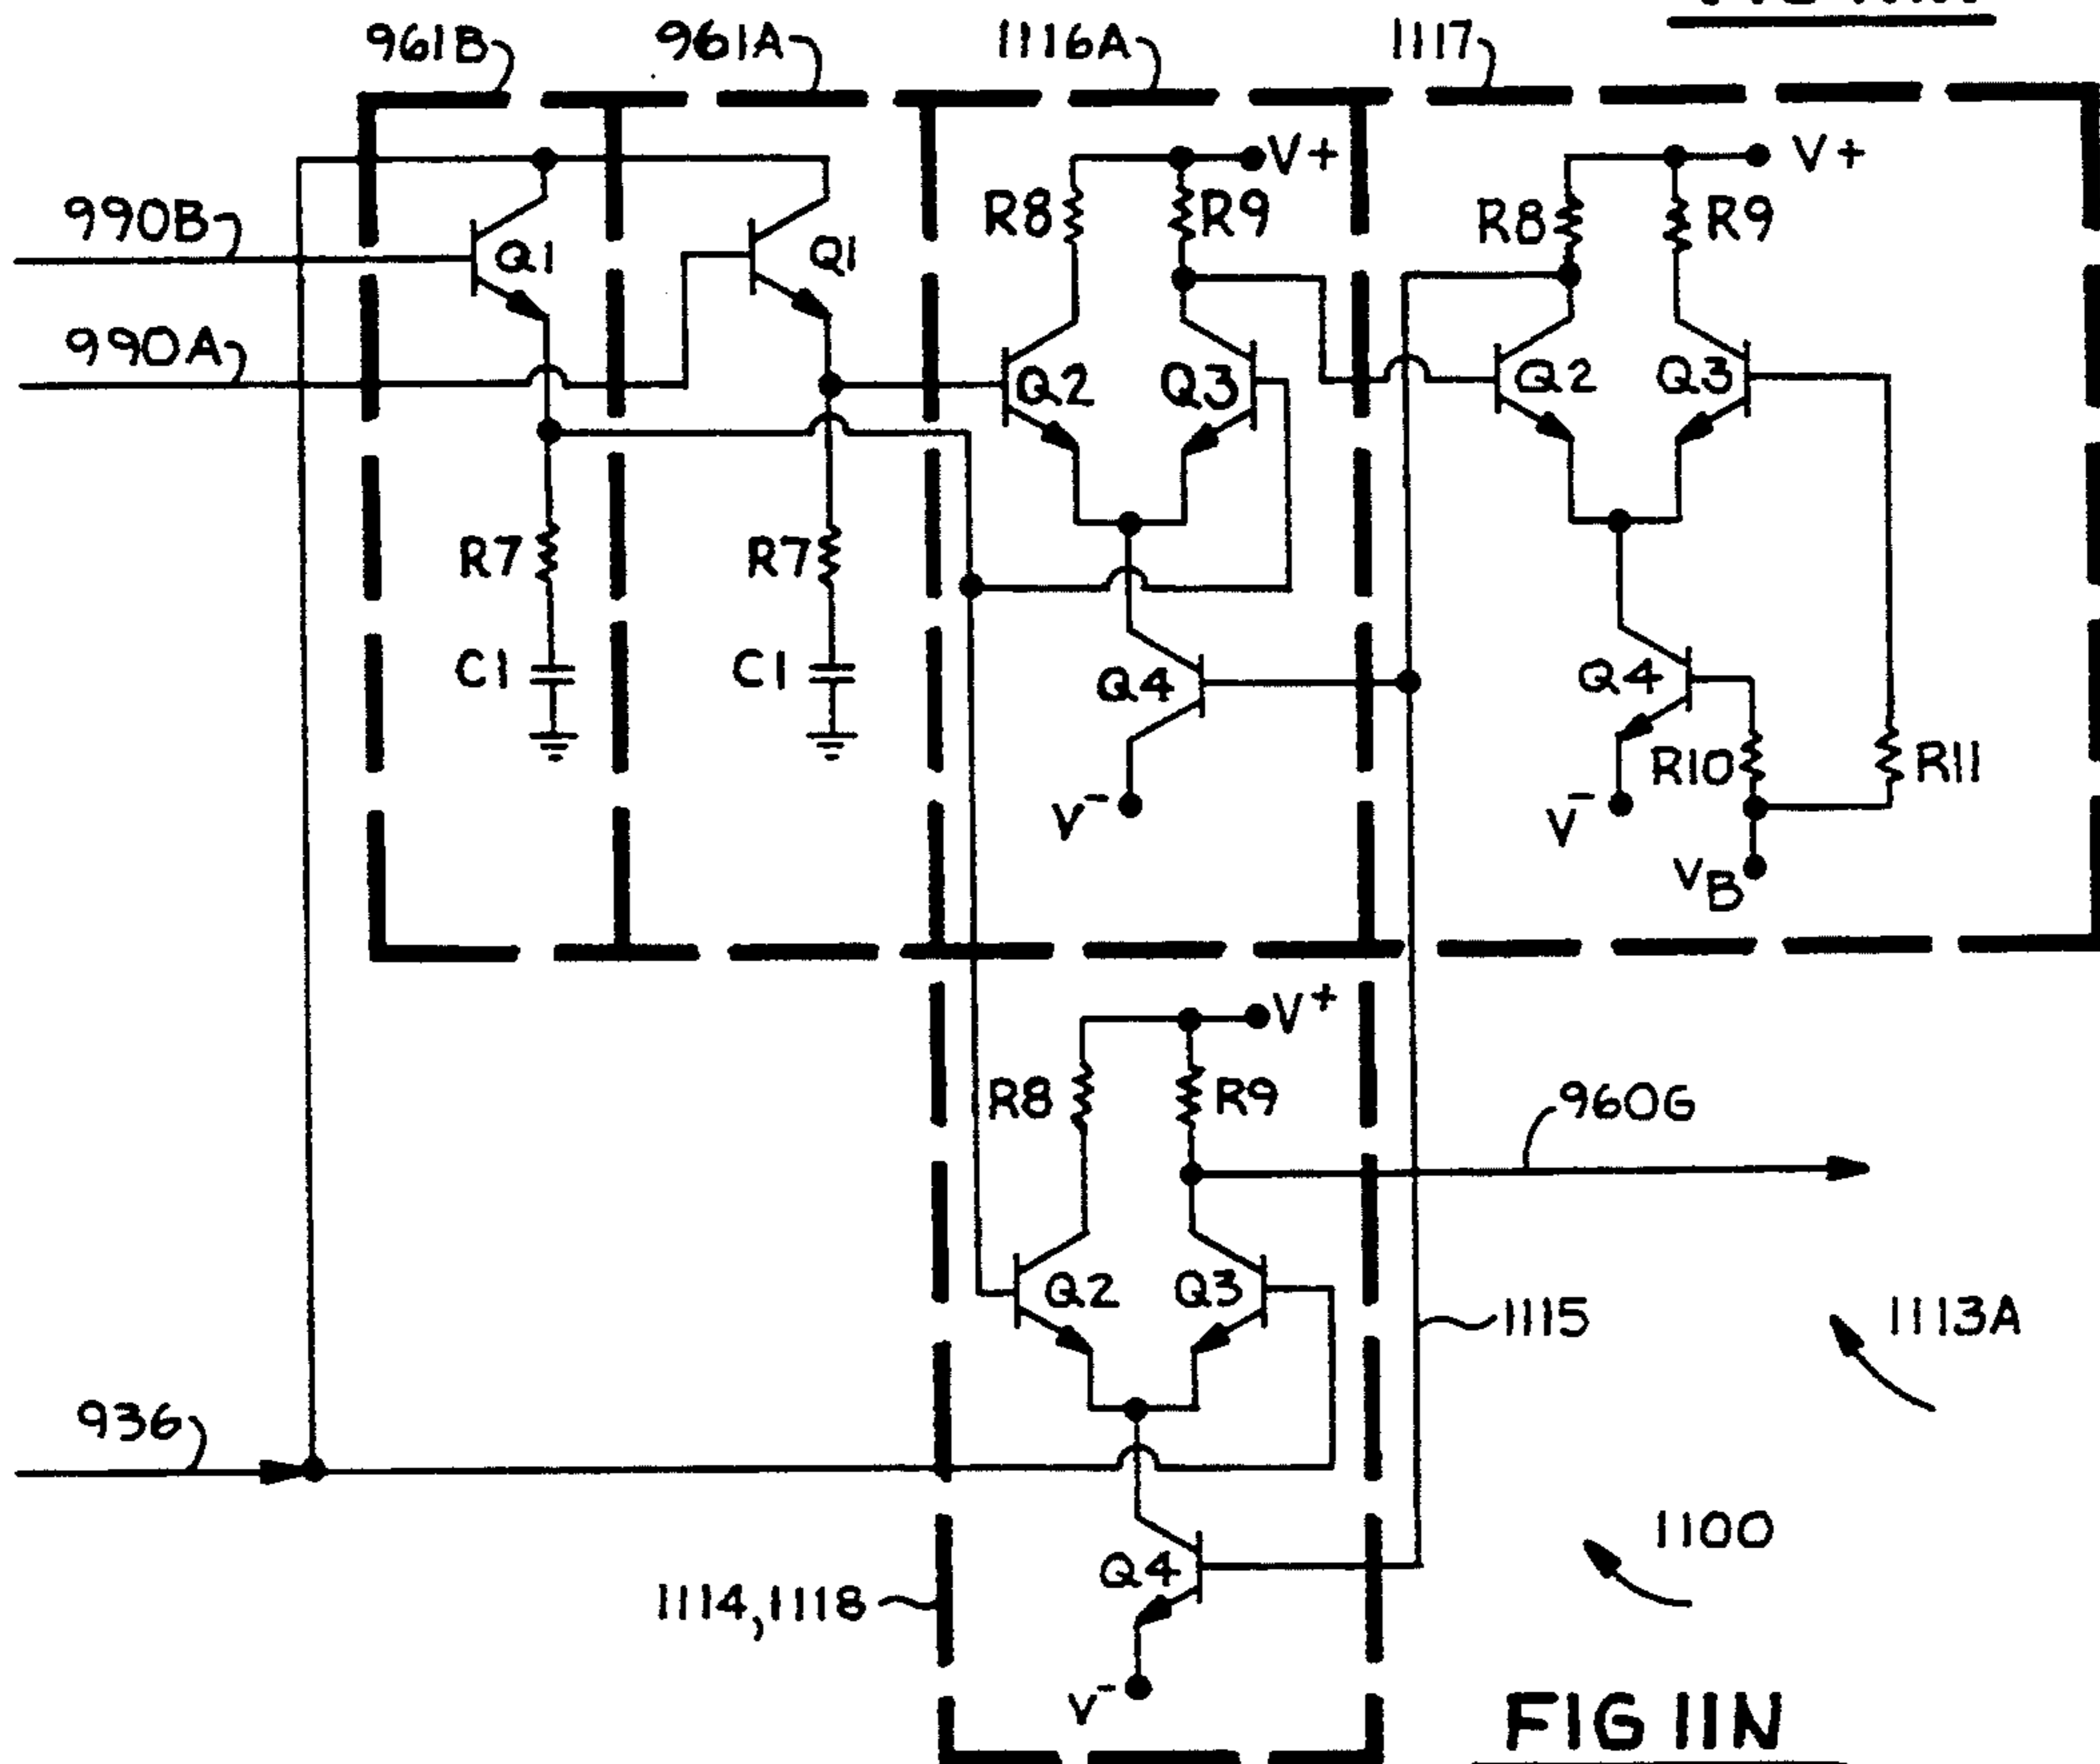 961B 961A 1116A 1117
V+ V+
990B R8 R9 R8 R9
Q1 Q1
990A Q2 Q3 Q2 Q3
R7 R7
C1 C1 Q4 Q4
R10 R11
V- V-
VB
V+
R8 R9 960G
Q2 Q3 1115 1113A
936
1100
Q4
1114,1118
V-
FIG 11N